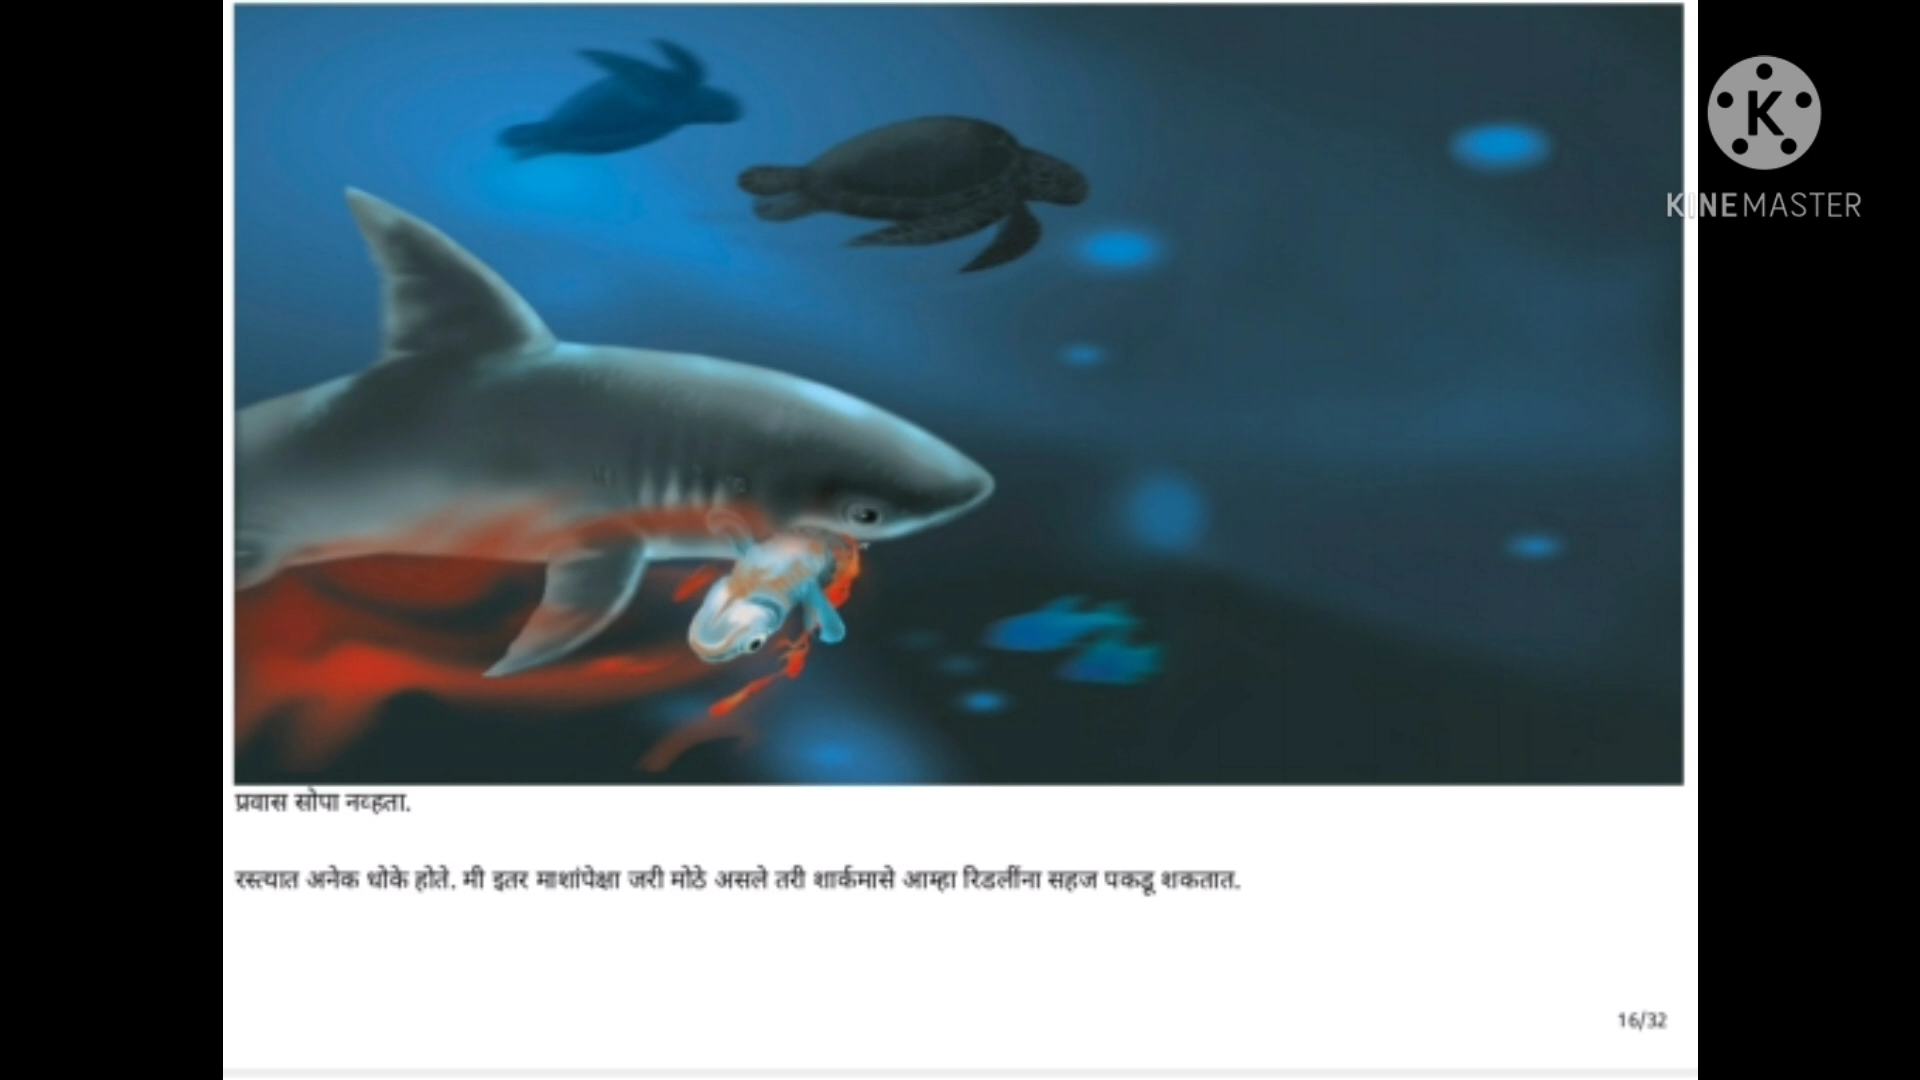 K
KINEMASTER
प्रवास सोपा नव्हता.
रस्त्यात अनेक धोके होते. मी इतर माशांपेक्षा जरी मोठे असले तरी शार्कमासे आम्हा रिडलींना सहज पकडू शकतात.
16/32